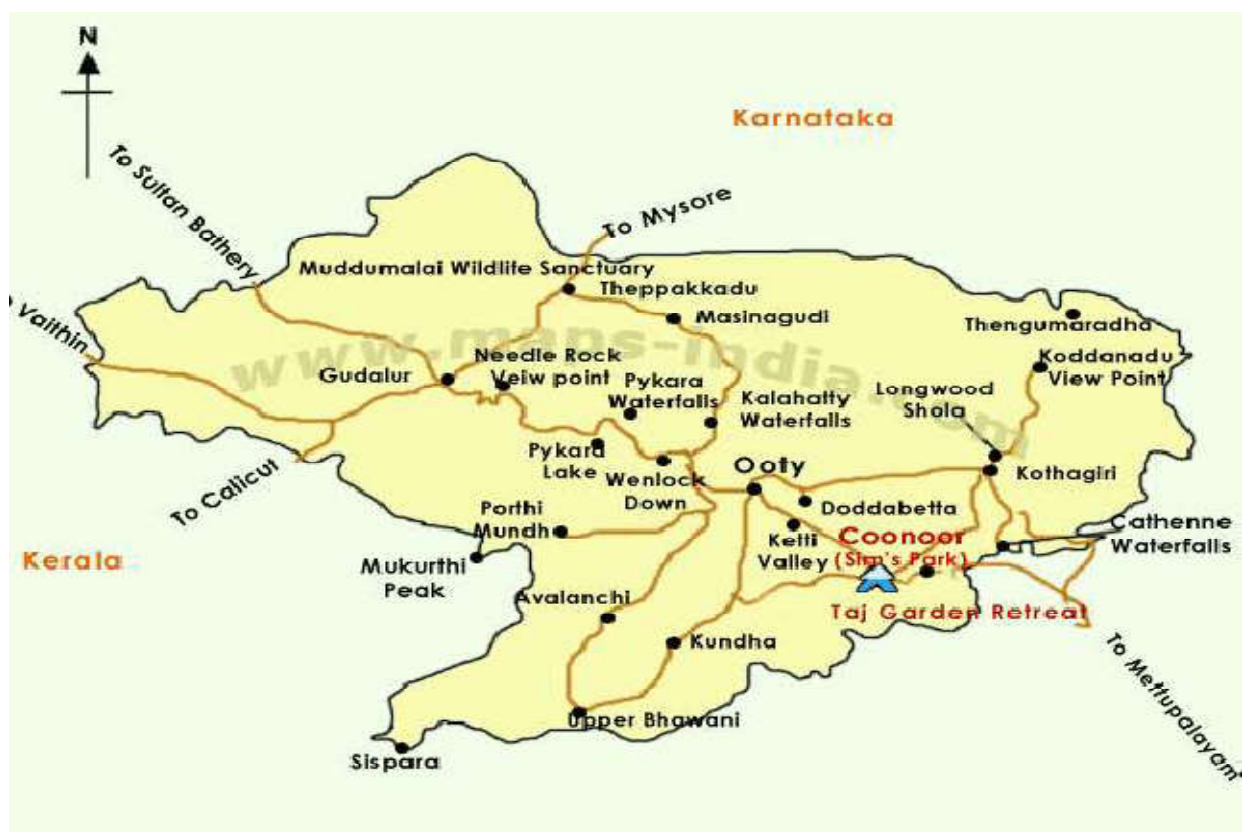 N
Karnataka
To Sultan Bathery
To Mysore
Muddumalai Wildlife Sanctuary
Theppakkadu
Masinagudi
Thengumaradha
Vaithin
www.maps-india.com
Needle Rock
Veiw point
Gudalur
Pykara
Waterfalls
Kalahatty
Waterfalls
Longwood
Shola
Koddanadu
View Point
Pykara
Lake
Wenlock
Down
Ooty
Kothagiri
To Calicut
Porthi
Mundh
Doddabetta
Ketti
Valley
Coonoor
(Sim's Park)
Cathenne
Waterfalls
Kerala
Mukurthi
Peak
Avalanchi
Taj Garden Retreat
Kundha
To Mettupalayam
Upper Bhawani
Sispara